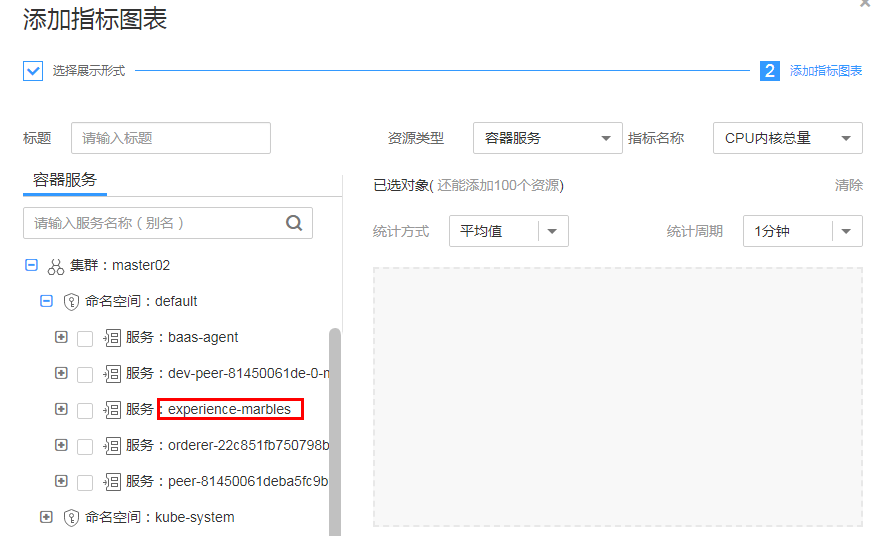 添加指标图表
选择展示形式
2 添加指标图表
标题 请输入标题 资源类型 容器服务 指标名称 CPU内核总量
容器服务 已选对象( 还能添加100个资源) 清除
请输入服务名称（别名） 统计方式 平均值 统计周期 1分钟
集群：master02
命名空间：default
服务：baas-agent
服务：dev-peer-81450061de-0-m
服务：experience-marbles
服务：orderer-22c851fb750798b
服务：peer-81450061deba5fc9b
命名空间：kube-system